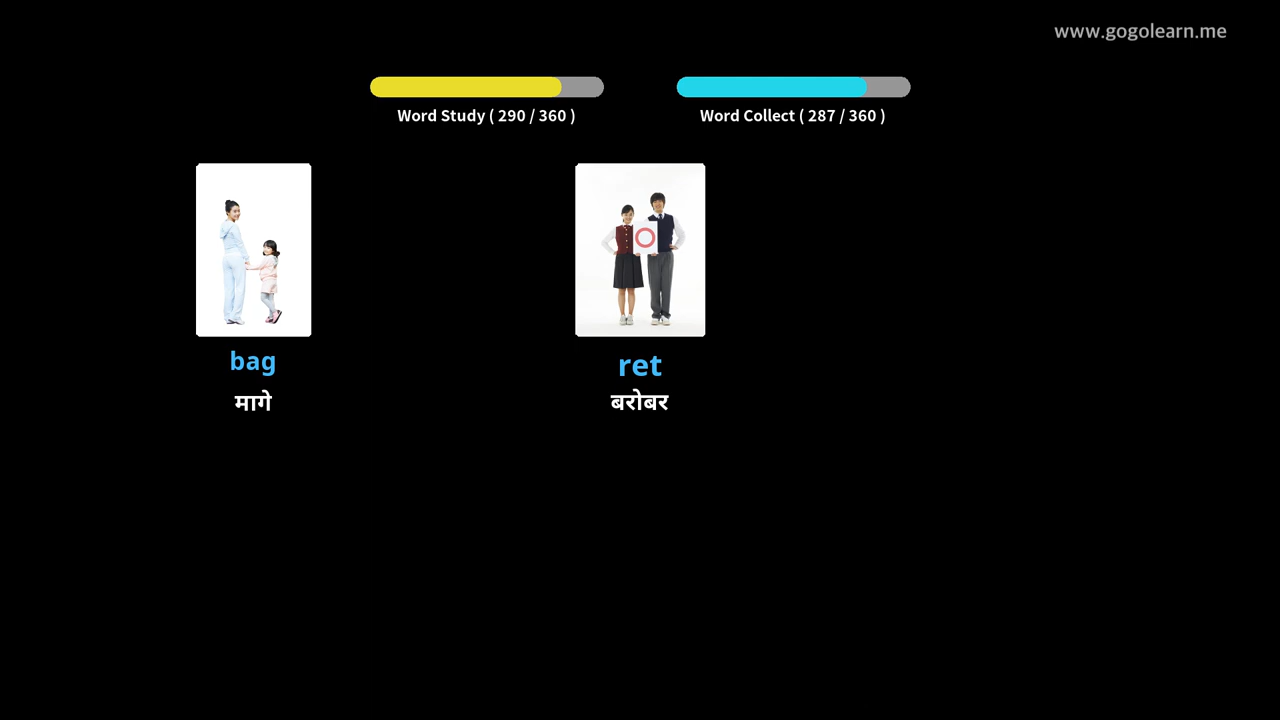 www.gogolearn.me
Word Study ( 290 / 360 )
Word Collect ( 287 / 360 )
bag
मागे
ret
बरोबर